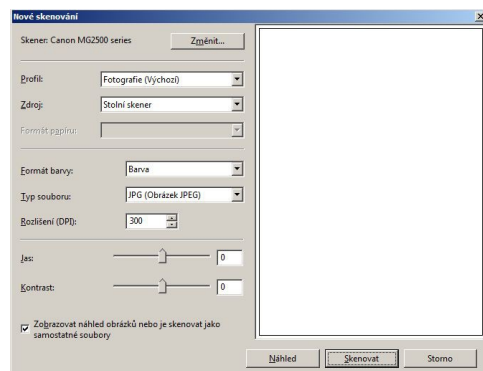 Nové skenování
Skener: Canon MG2500 series
Změnit...
Profil:
Fotografie (Výchozí)
Zdroj:
Stolní skener
Formát papíru:
Formát barvy:
Barva
Typ souboru:
JPG (Obrázek JPEG)
Rozlišení (DPI):
300
Jas:
0
Kontrast:
0
Zobrazovat náhled obrázků nebo je skenovat jako
samostatné soubory
Náhled
Skenovat
Storno